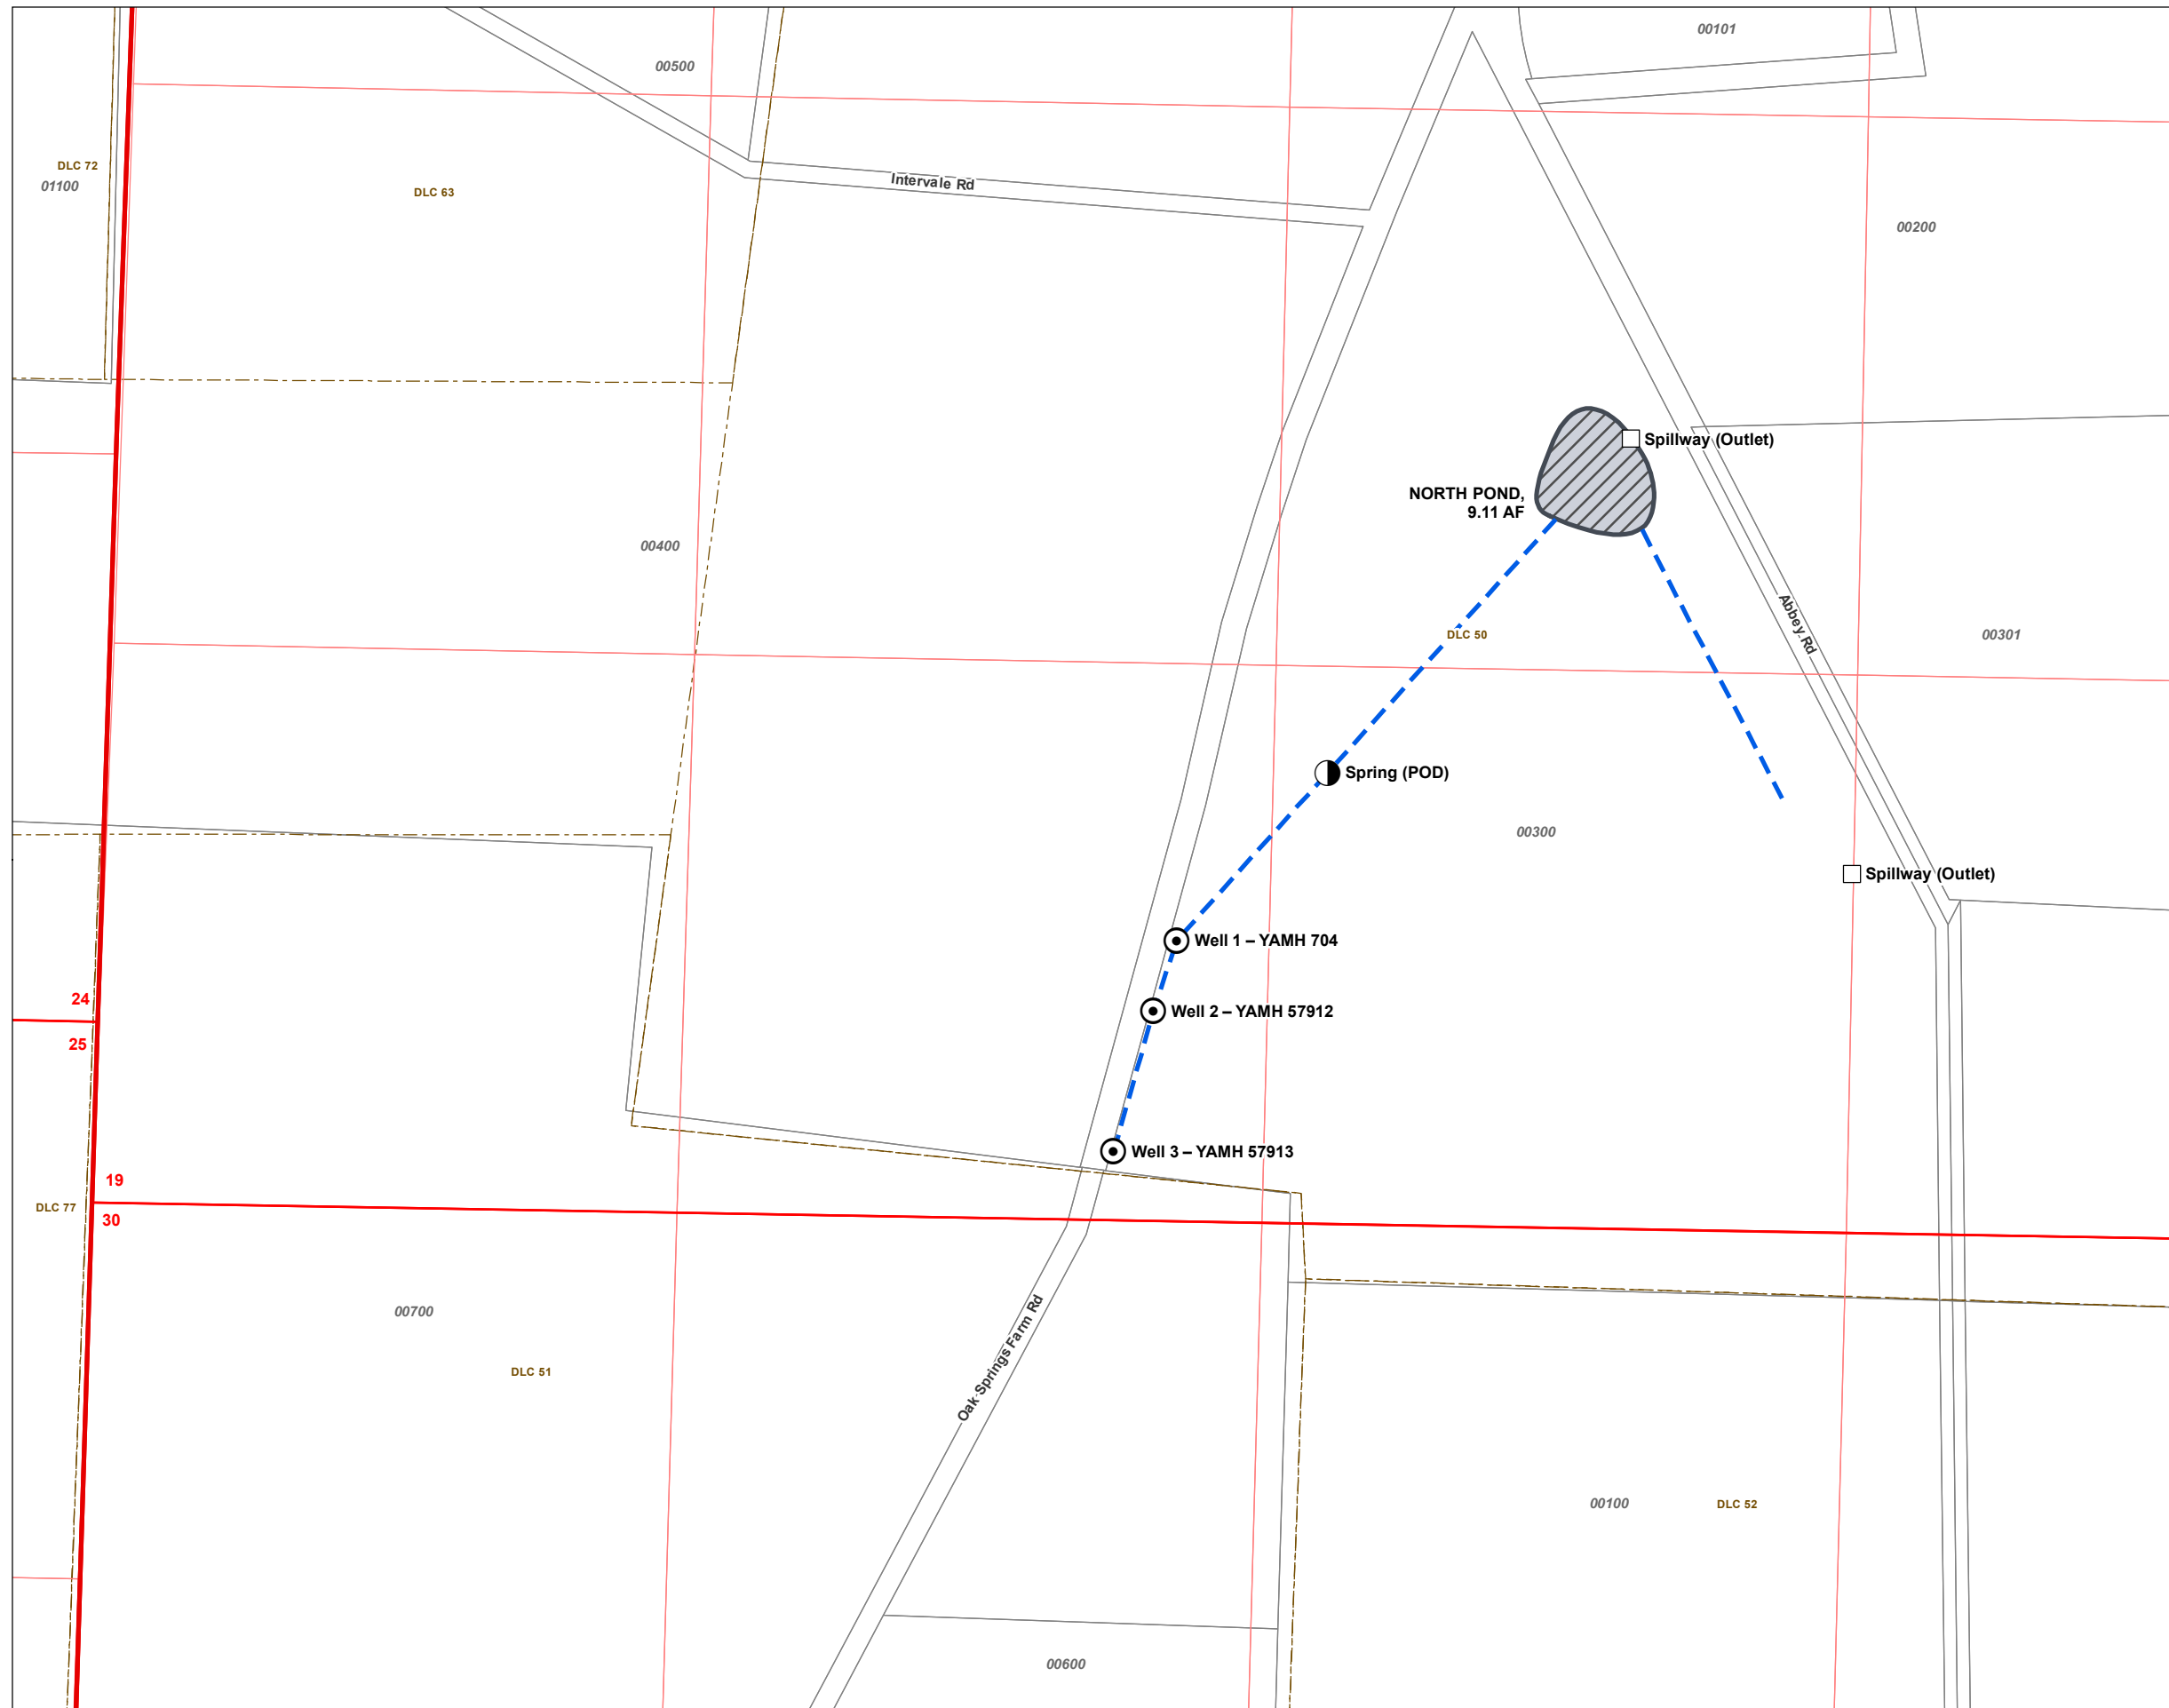 00101
00500
DLC 72
01100
DLC 63
Intervale Rd
00200
Spillway (Outlet)
NORTH POND,
9.11 AF
00400
Abbey Rd
DLC 50
00301
Spring (POD)
00300
Spillway (Outlet)
Well 1 – YAMH 704
24
Well 2 – YAMH 57912
25
Well 3 – YAMH 57913
19
DLC 77
30
00700
Oak Springs Farm Rd
DLC 51
00100
DLC 52
00600